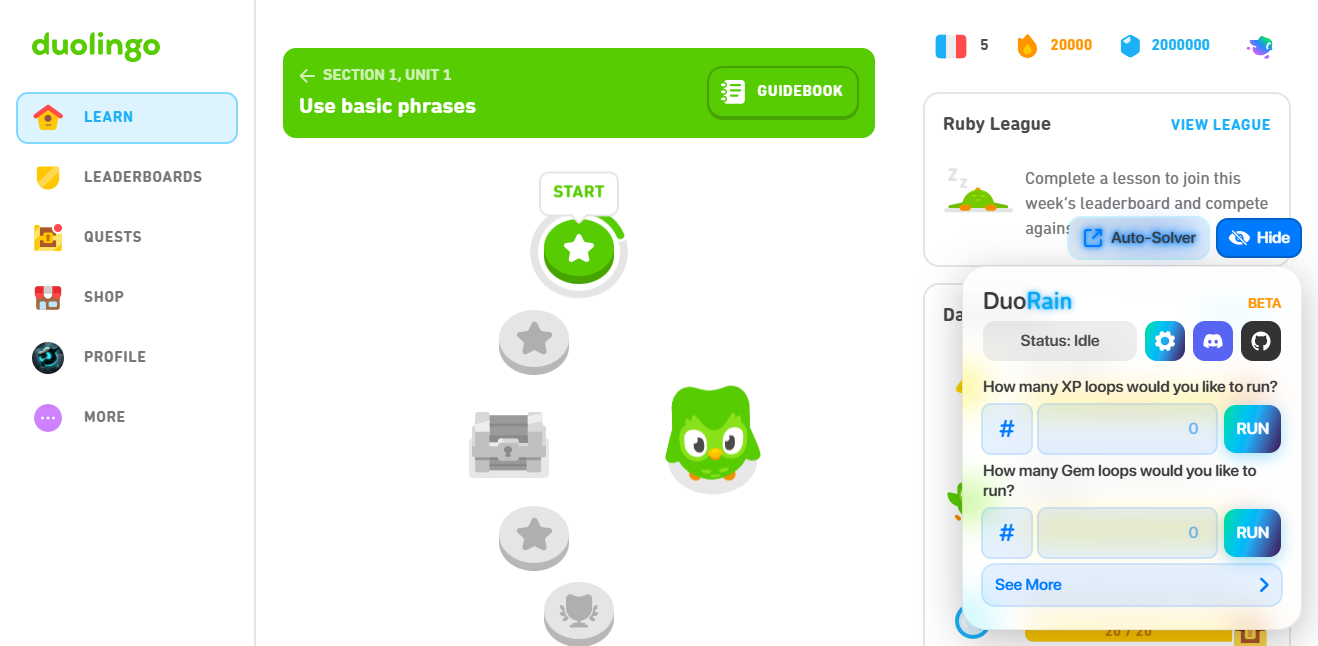 duolingo
LEARN
LEADERBOARDS
QUESTS
SHOP
PROFILE
MORE
SECTION 1, UNIT 1
Use basic phrases
GUIDEBOOK
START
5
20000
2000000
Ruby League
VIEW LEAGUE
Z
z
Complete a lesson to join this
week's leaderboard and compete
agains
Auto-Solver
Hide
Da
DuoRain
BETA
Status: Idle
How many XP loops would you like to run?
#
0
RUN
How many Gem loops would you like to
run?
#
0
RUN
See More
20 / 20